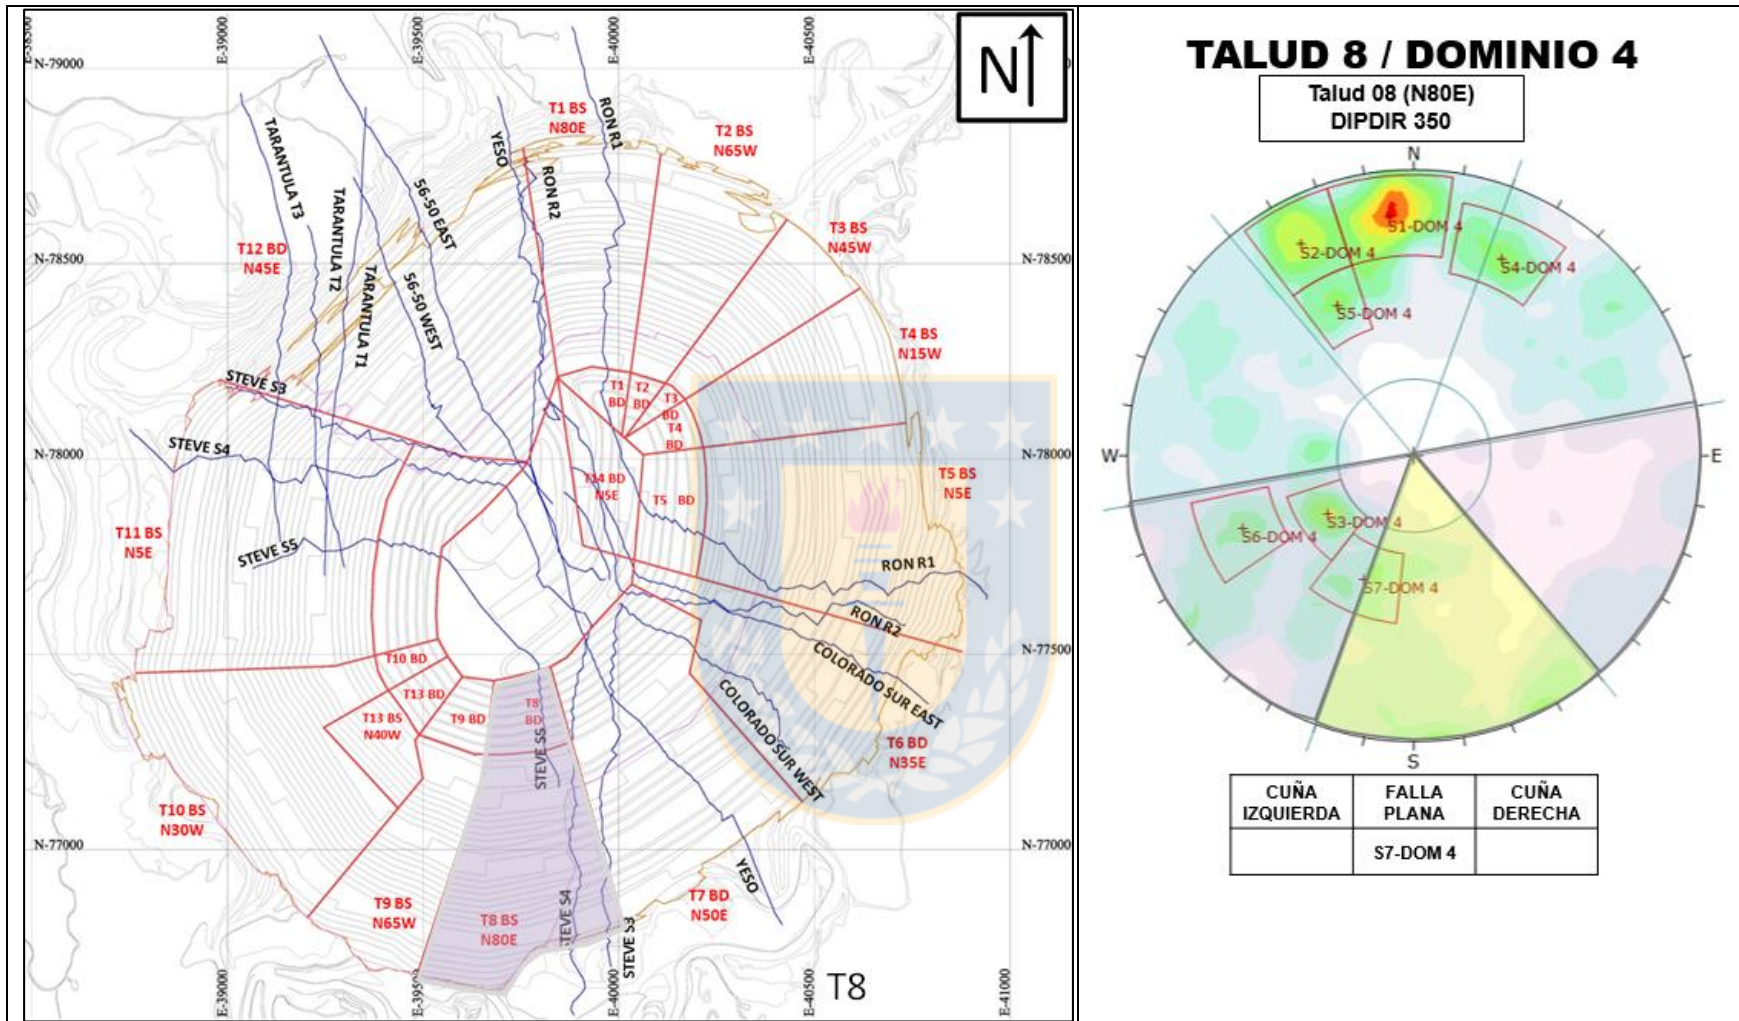 E-38500
E-39000
E-39500
E-40000
E-40500
N-79000
N
T1 BS
N80E
RON R1
T2 BS
N65W
TARANTULA T3
YESO
56-50 EAST
RON R2
TARANTULA T2
T3 BS
N45W
T12 BD
N45E
N-78500
N-78500
TARANTULA T1
56-50 WEST
T4 BS
N15W
STEVE S3
T1
BD
T2
BD
T3
BD
T4
BD
STEVE S4
N-78000
N-78000
T14 BD
N5E
T5 BD
T5 BS
N5E
T11 BS
N5E
STEVE S5
RON R1
RON R2
N-77500
COLORADO SUR EAST
T10 BD
T13 BD
T9 BD
T8
BD
T13 BS
N40W
STEVE S5
COLORADO SUR WEST
T6 BD
N35E
T10 BS
N30W
N-77000
N-77000
YESO
T9 BS
N65W
T8 BS
N80E
STEVE S4
STEVE S3
T7 BD
N50E
E-39000
E-40000
E-40500
E-41000
T8
TALUD 8 / DOMINIO 4
Talud 08 (N80E)
DIPDIR 350
N
S1-DOM 4
S2-DOM 4
S4-DOM 4
S5-DOM 4
W
E
S3-DOM 4
S6-DOM 4
S7-DOM 4
S
CUÑA IZQUIERDA
FALLA PLANA
CUÑA DERECHA
S7-DOM 4